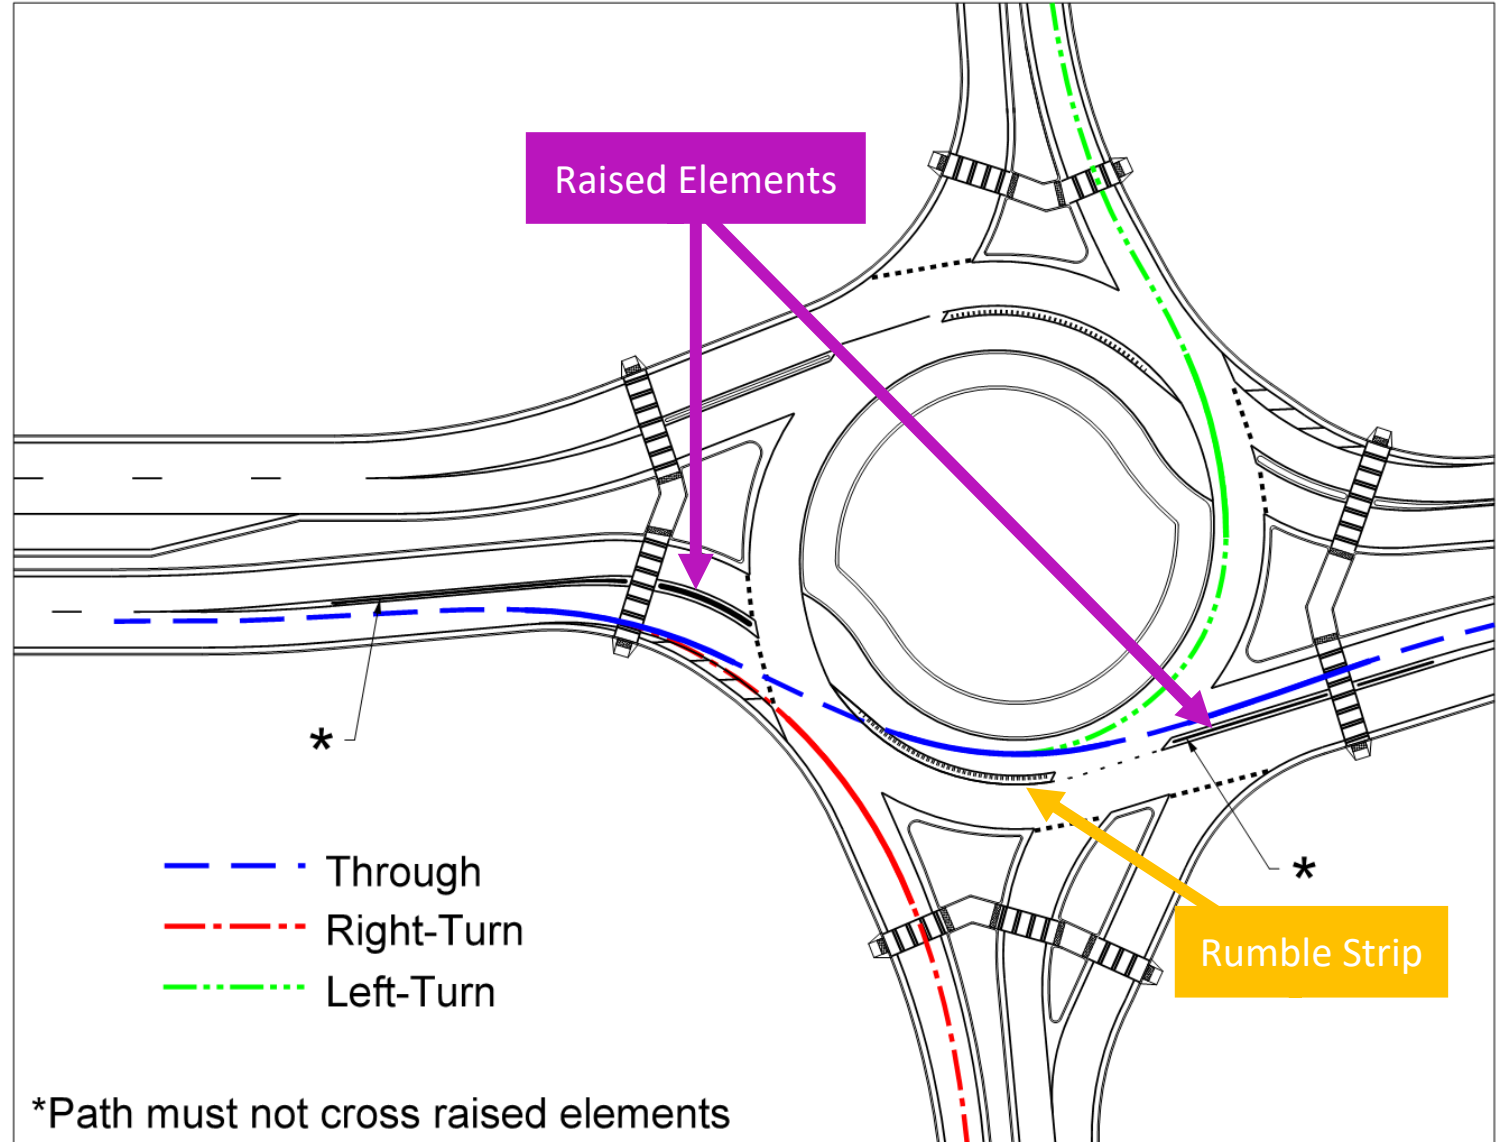 Raised Elements
*
*
Through
Right-Turn
Left-Turn
Rumble Strip
*Path must not cross raised elements